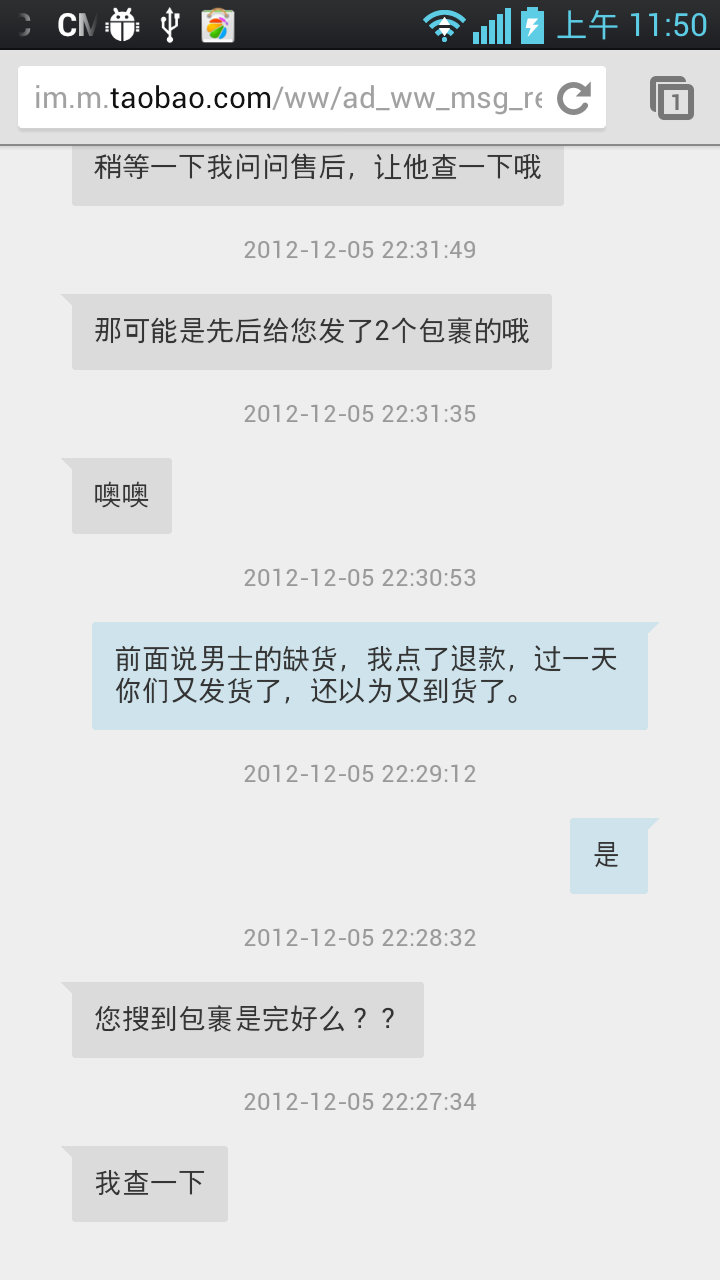 CM
上午 11:50
im.m.taobao.com/ww/ad_ww_msg_re
1
稍等一下我问问售后，让他查一下哦
2012-12-05 22:31:49
那可能是先后给您发了2个包裹的哦
2012-12-05 22:31:35
噢噢
2012-12-05 22:30:53
前面说男士的缺货，我点了退款，过一天
你们又发货了，还以为又到货了。
2012-12-05 22:29:12
是
2012-12-05 22:28:32
您搜到包裹是完好么？？
2012-12-05 22:27:34
我查一下